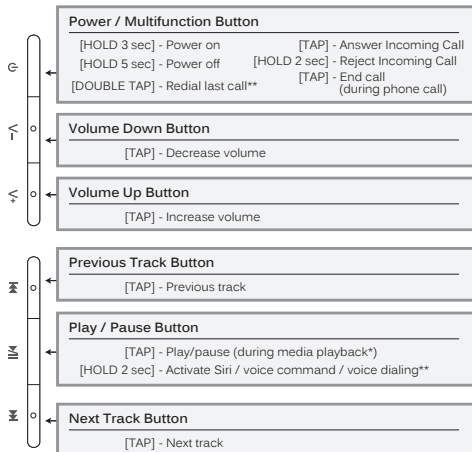 Power / Multifunction Button
[HOLD 3 sec] - Power on
[HOLD 5 sec] - Power off
[DOUBLE TAP] - Redial last call**
[TAP] - Answer Incoming Call
[HOLD 2 sec] - Reject Incoming Call
[TAP] - End call
(during phone call)
V-
Volume Down Button
[TAP] - Decrease volume
V+
Volume Up Button
[TAP] - Increase volume
Previous Track Button
[TAP] - Previous track
Play / Pause Button
[TAP] - Play/pause (during media playback*)
[HOLD 2 sec] - Activate Siri / voice command / voice dialing**
Next Track Button
[TAP] - Next track